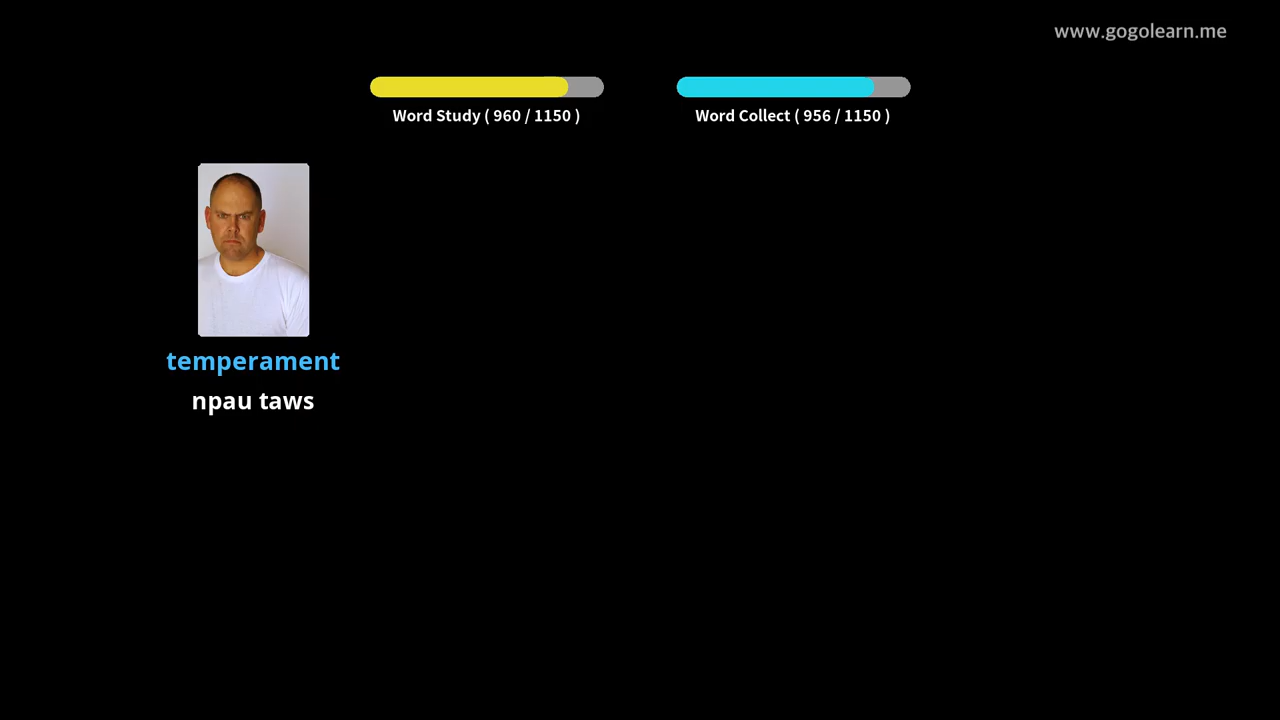 www.gogolearn.me
Word Study ( 960 / 1150 )
Word Collect ( 956 / 1150 )
temperament
npau taws